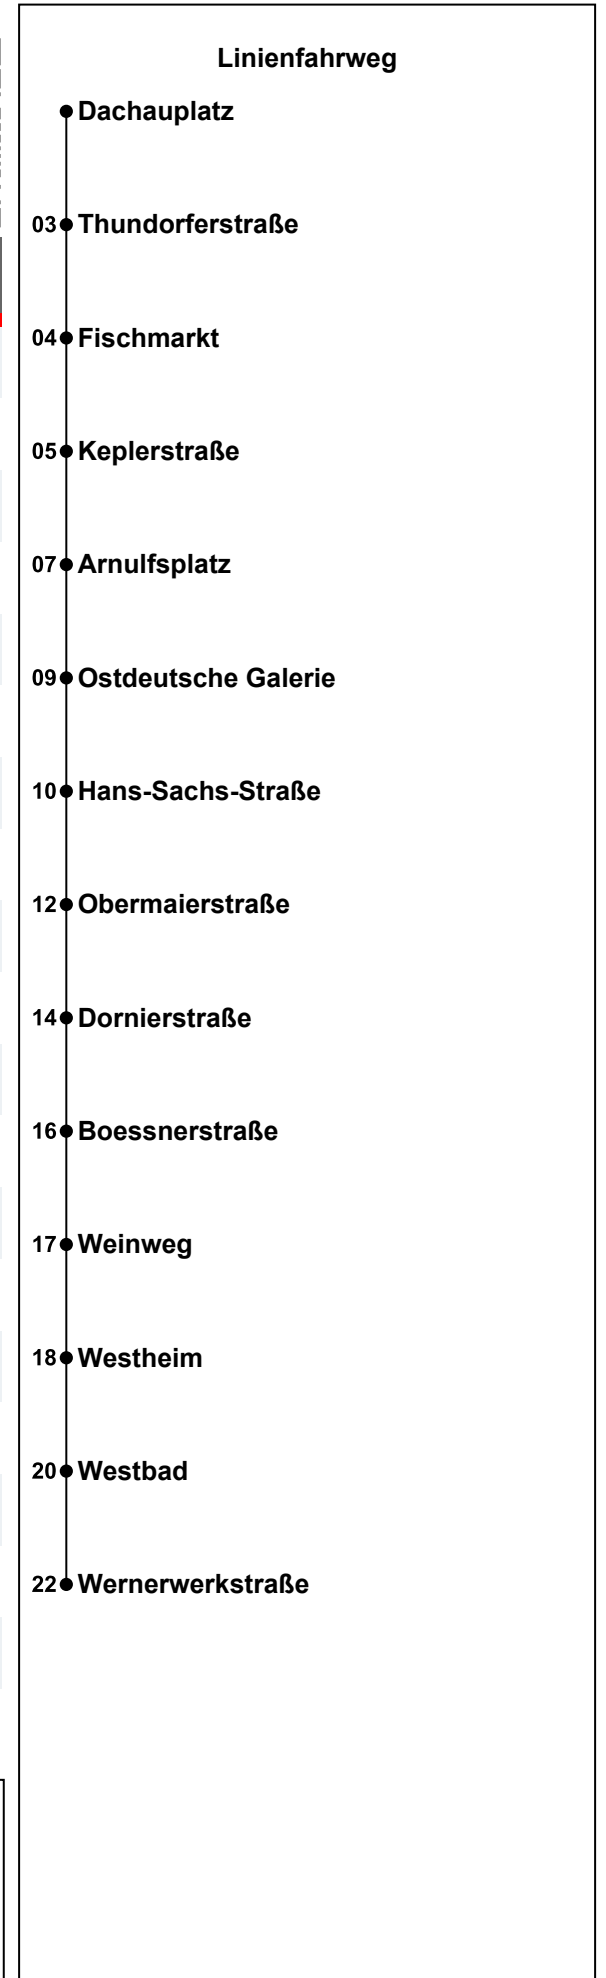 Linienfahrweg
Dachauplatz
03 Thundorferstraße
04 Fischmarkt
05 Keplerstraße
07 Arnulfsplatz
09 Ostdeutsche Galerie
10 Hans-Sachs-Straße
12 Obermaierstraße
14 Dornierstraße
16 Boessnerstraße
17 Weinweg
18 Westheim
20 Westbad
22 Wernerwerkstraße